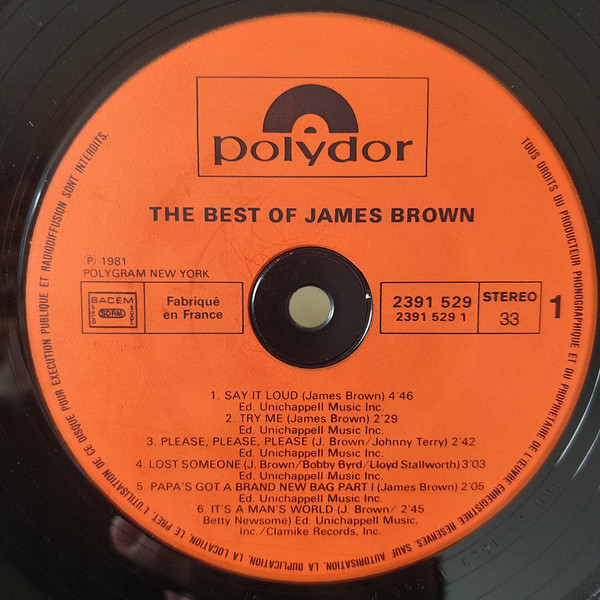 polydor
THE BEST OF JAMES BROWN
℗ 1981
POLYGRAM NEW YORK
SACEM
SDRM
Fabriqué
en France
2391 529
2391 529 1
STEREO
33
1
1. SAY IT LOUD (James Brown) 4'46
Ed. Unichappell Music Inc.
2. TRY ME (James Brown) 2'29
Ed. Unichappell Music Inc.
3. PLEASE, PLEASE, PLEASE (J. Brown/Johnny Terry) 2'42
Ed. Unichappell Music Inc.
4. LOST SOMEONE (J. Brown/Bobby Byrd/Lloyd Stallworth) 3'03
Ed. Unichappell Music Inc.
5. PAPA'S GOT A BRAND NEW BAG PART I (James Brown) 2'05
Ed. Unichappell Music Inc.
6. IT'S A MAN'S WORLD (J. Brown/ 2'45
Betty Newsome) Ed. Unichappell Music,
Inc./Clamike Records, Inc.
TOUS DROITS DU PRODUCTEUR PHONOGRAPHIQUE ET DU PROPRIETAIRE DE L'ŒUVRE ENREGISTREE RESERVES. SAUF AUTORISATION, LA DUPLICATION, LA LOCATION, LE PRET, L'UTILISATION DE CE DISQUE POUR EXECUTION PUBLIQUE ET RADIODIFFUSION SONT INTERDITS.